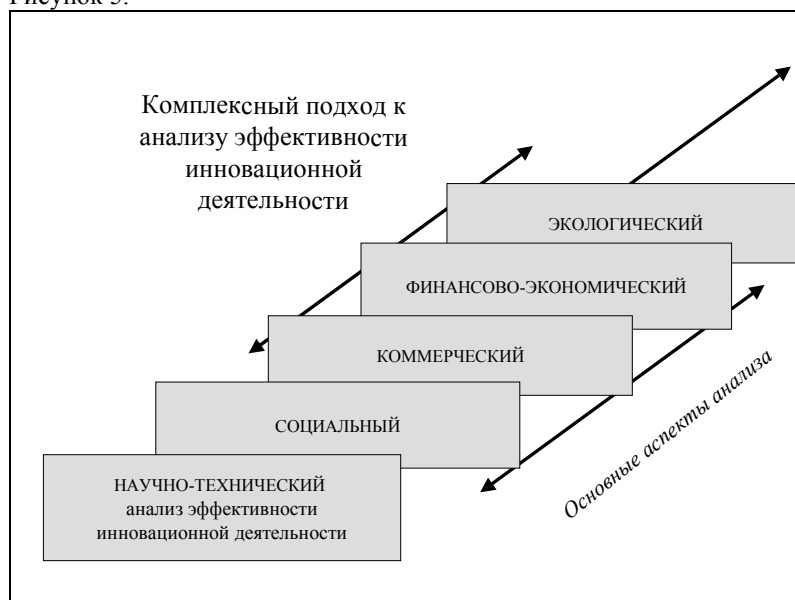 Рисунок 5.
Комплексный подход к
анализу эффективности
инновационной
деятельности
ЭКОЛОГИЧЕСКИЙ
ФИНАНСОВО-ЭКОНОМИЧЕСКИЙ
КОММЕРЧЕСКИЙ
СОЦИАЛЬНЫЙ
НАУЧНО-ТЕХНИЧЕСКИЙ
анализ эффективности
инновационной деятельности
Основные аспекты анализа